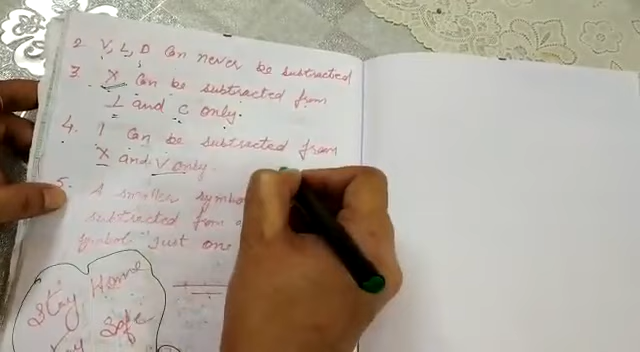 2 V, L, D Can never be subtracted
3. X Can be subtracted from
L and C only.
4. I Can be subtracted from
X and V only.
5. A smaller symbo
subtracted from a
symbol just one
Stay Home
Safe